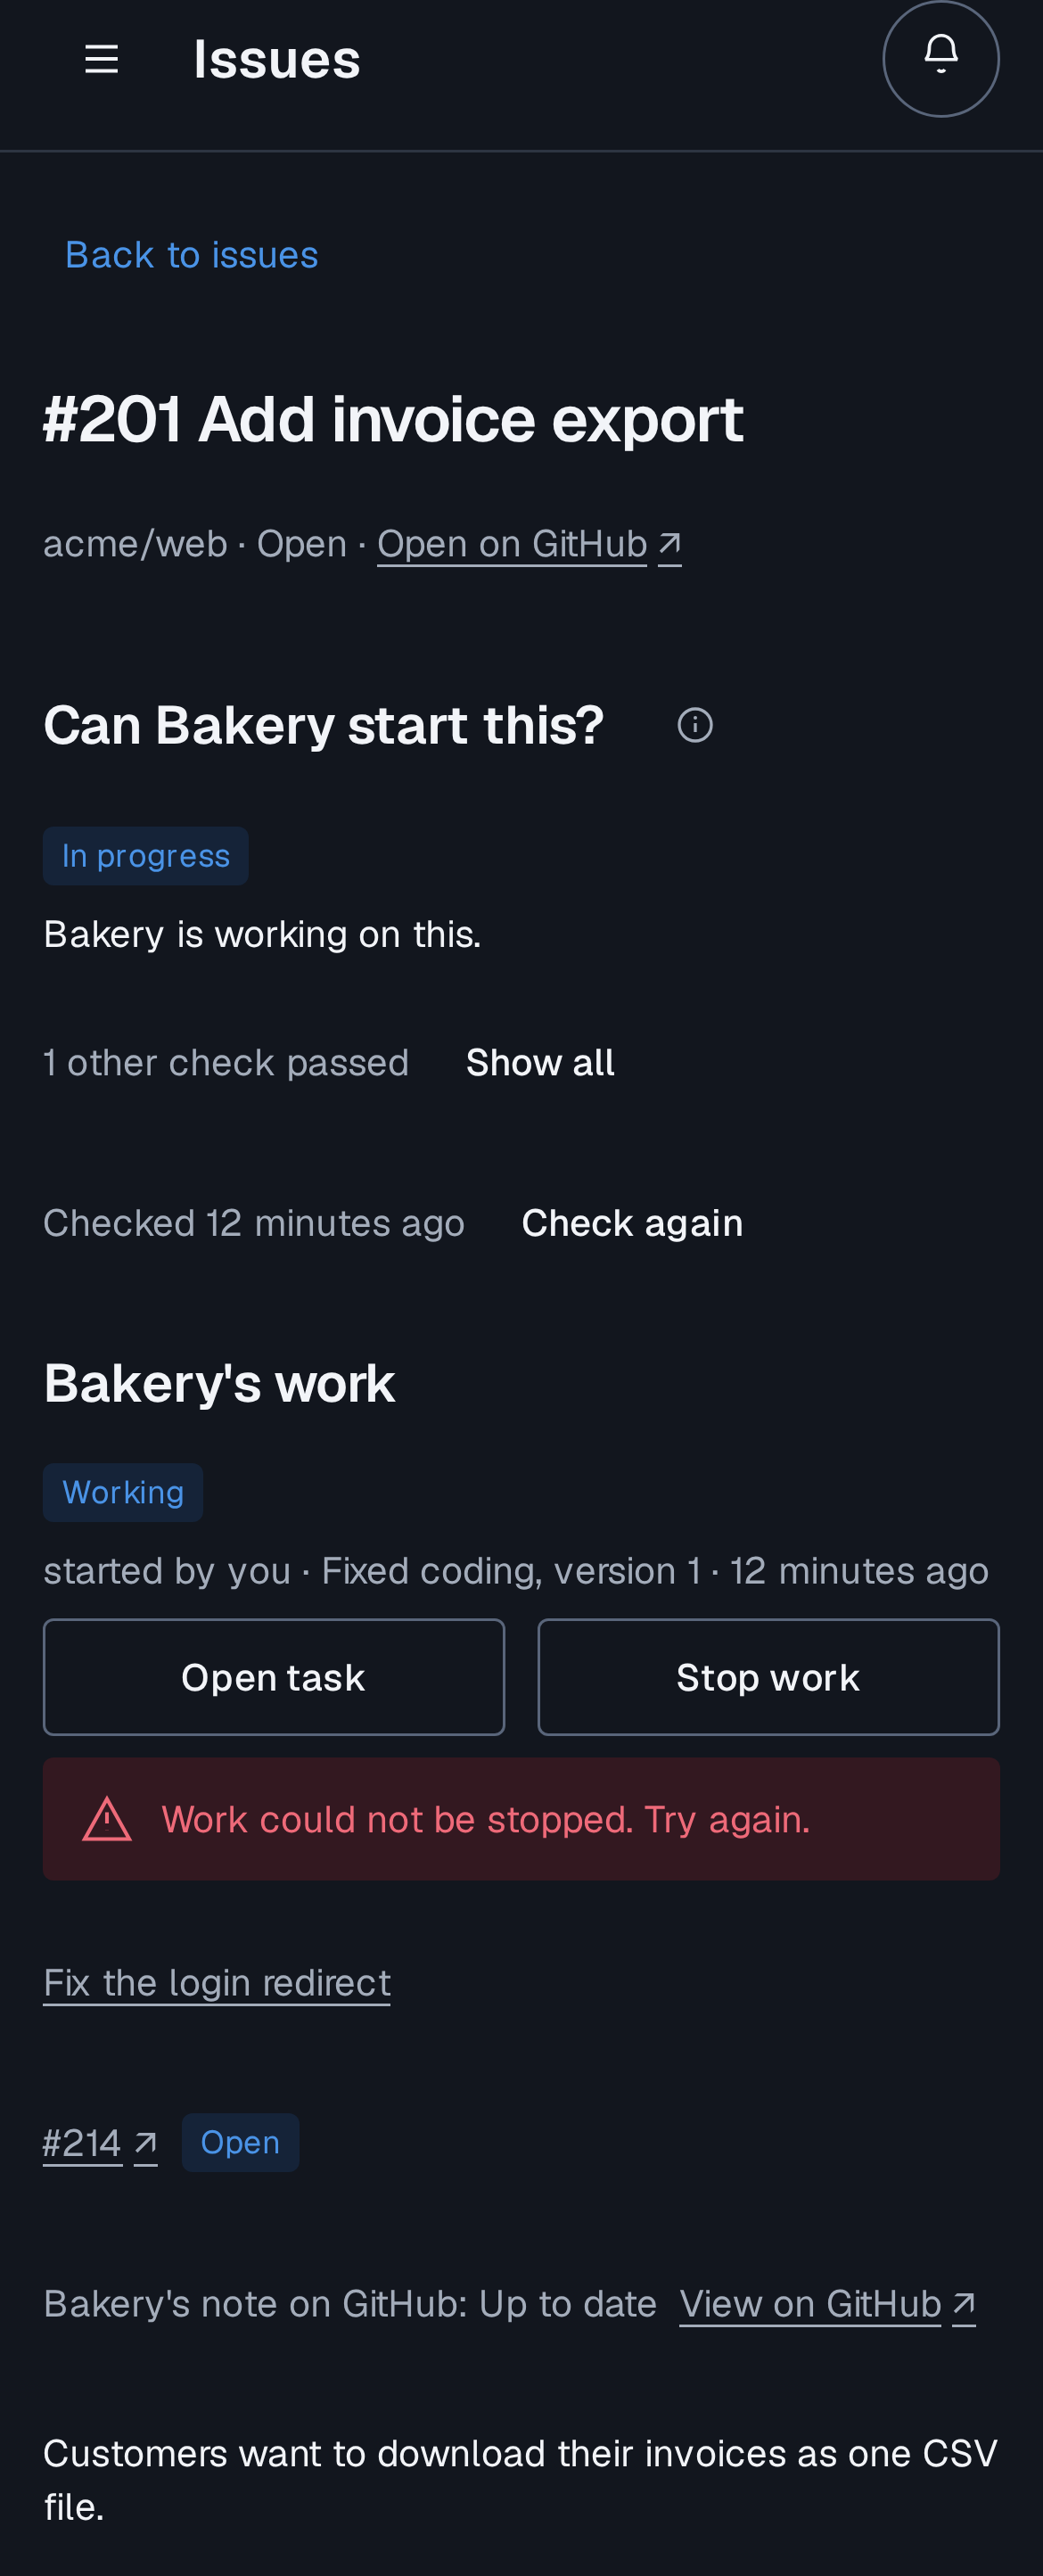 Issues
Back to issues
#201 Add invoice export
acme/web · Open · Open on GitHub ↗
Can Bakery start this?
In progress
Bakery is working on this.
1 other check passed Show all
Checked 12 minutes ago Check again
Bakery's work
Working
started by you · Fixed coding, version 1 · 12 minutes ago
Open task Stop work
Work could not be stopped. Try again.
Fix the login redirect
#214 ↗ Open
Bakery's note on GitHub: Up to date View on GitHub ↗
Customers want to download their invoices as one CSV
file.